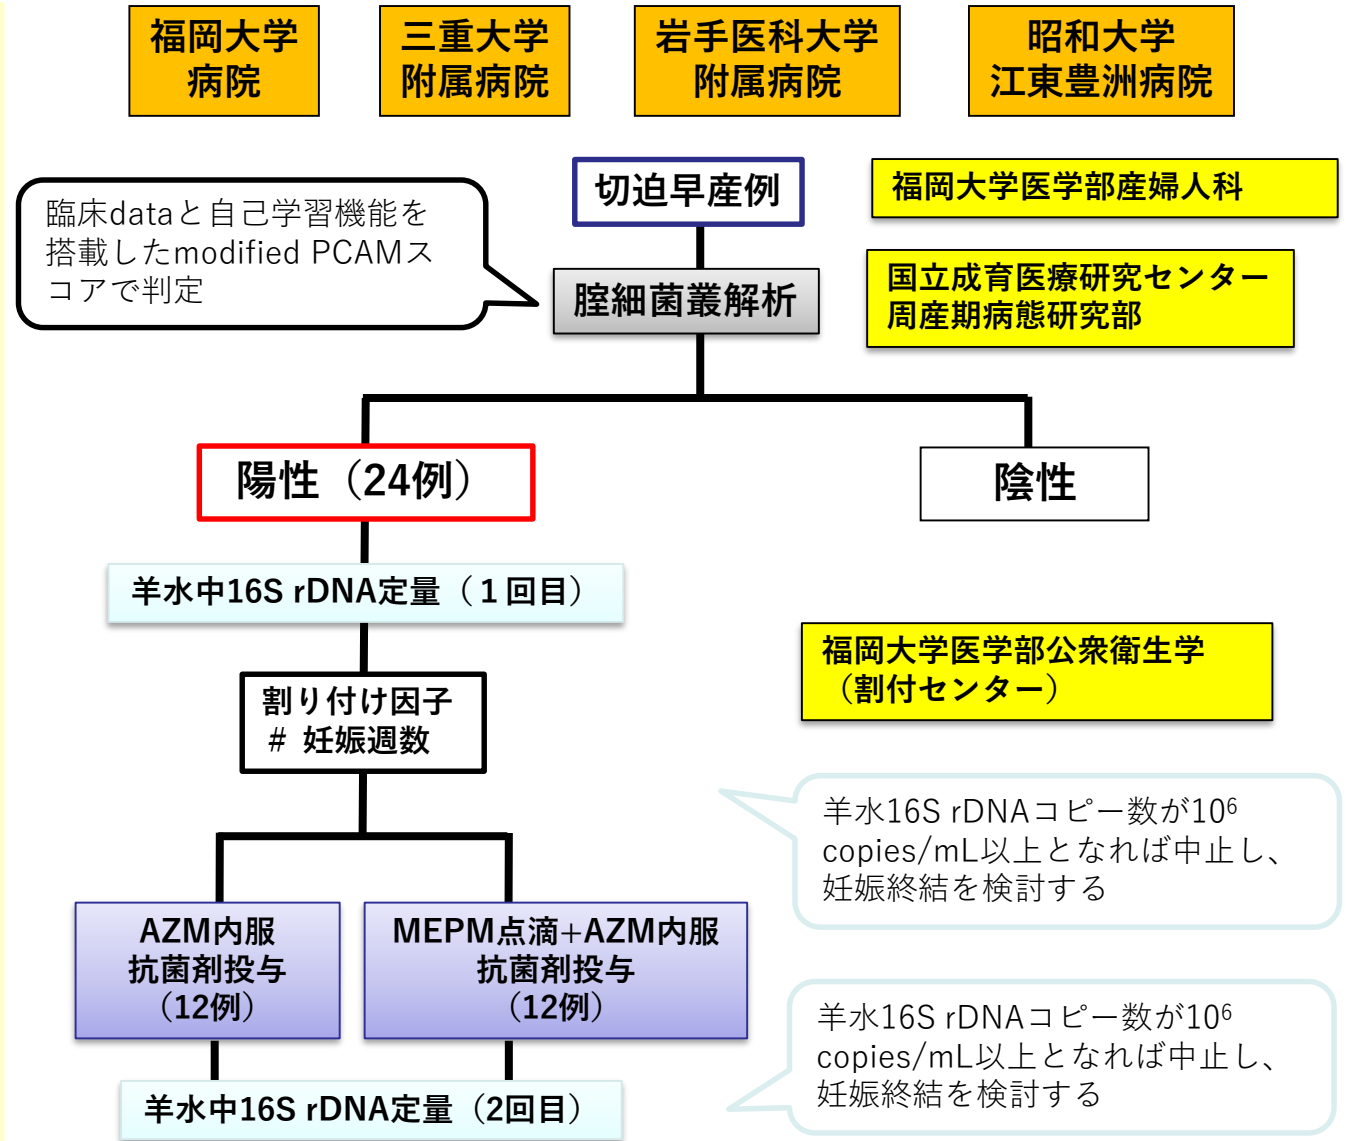 福岡大学
病院
三重大学
附属病院
岩手医科大学
附属病院
昭和大学
江東豊洲病院
切迫早産例
福岡大学医学部産婦人科
臨床dataと自己学習機能を
搭載したmodified PCAMス
コアで判定
腟細菌叢解析
国立成育医療研究センター
周産期病態研究部
陽性（24例）
陰性
羊水中16S rDNA定量（１回目）
福岡大学医学部公衆衛生学
（割付センター）
割り付け因子
# 妊娠週数
羊水16S rDNAコピー数が10⁶
copies/mL以上となれば中止し、
妊娠終結を検討する
AZM内服
抗菌剤投与
（12例）
MEPM点滴+AZM内服
抗菌剤投与
（12例）
羊水16S rDNAコピー数が10⁶
copies/mL以上となれば中止し、
妊娠終結を検討する
羊水中16S rDNA定量（2回目）